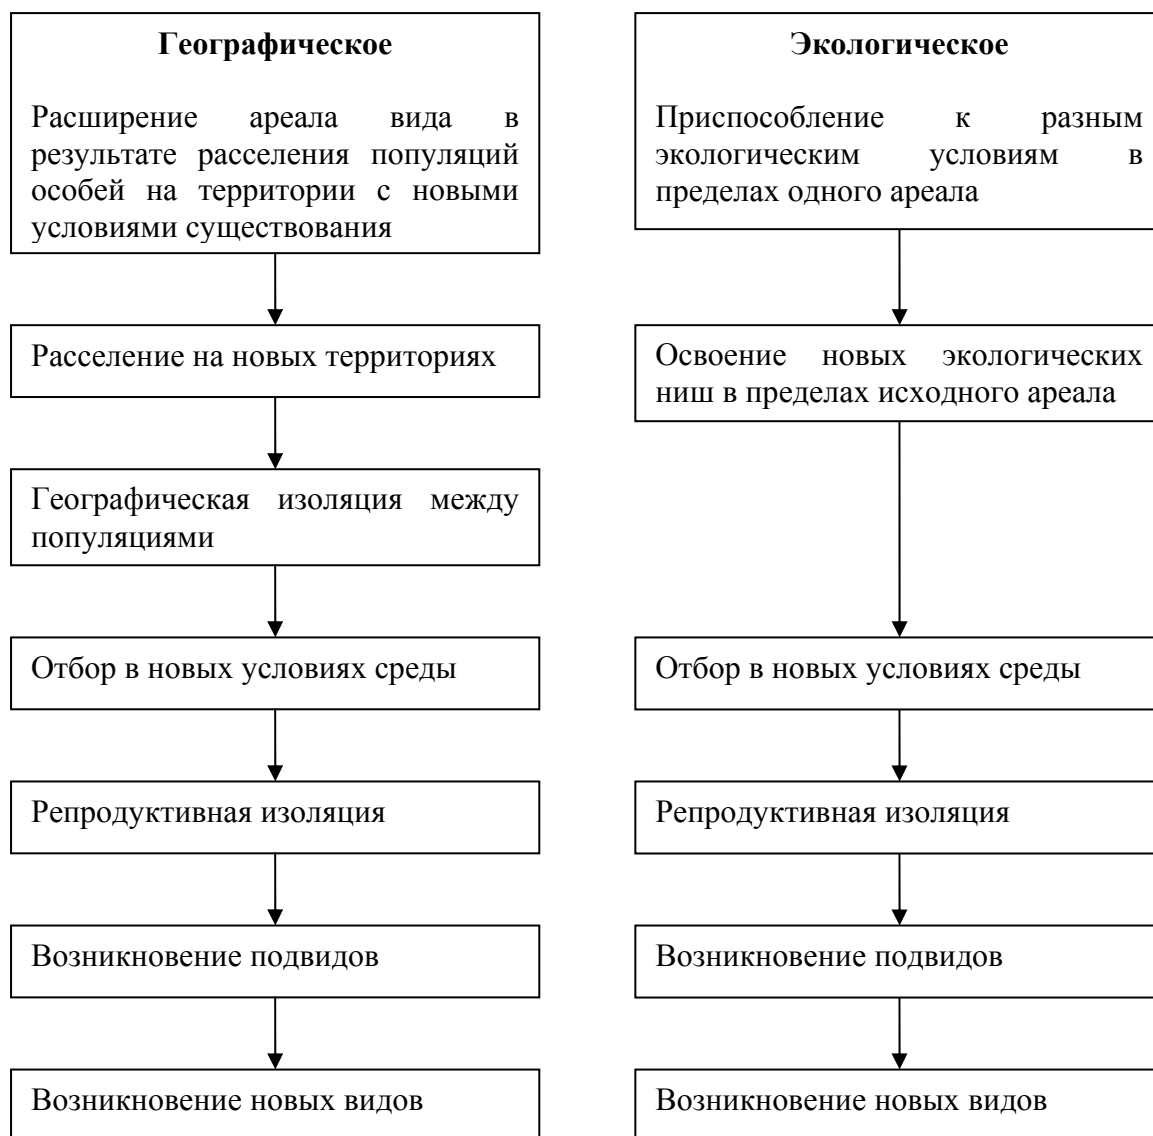 Географическое
Расширение ареала вида в
результате расселения популяций
особей на территории с новыми
условиями существования
Расселение на новых территориях
Географическая изоляция между
популяциями
Отбор в новых условиях среды
Репродуктивная изоляция
Возникновение подвидов
Возникновение новых видов
Экологическое
Приспособление к разным
экологическим условиям в
пределах одного ареала
Освоение новых экологических
ниш в пределах исходного ареала
Отбор в новых условиях среды
Репродуктивная изоляция
Возникновение подвидов
Возникновение новых видов